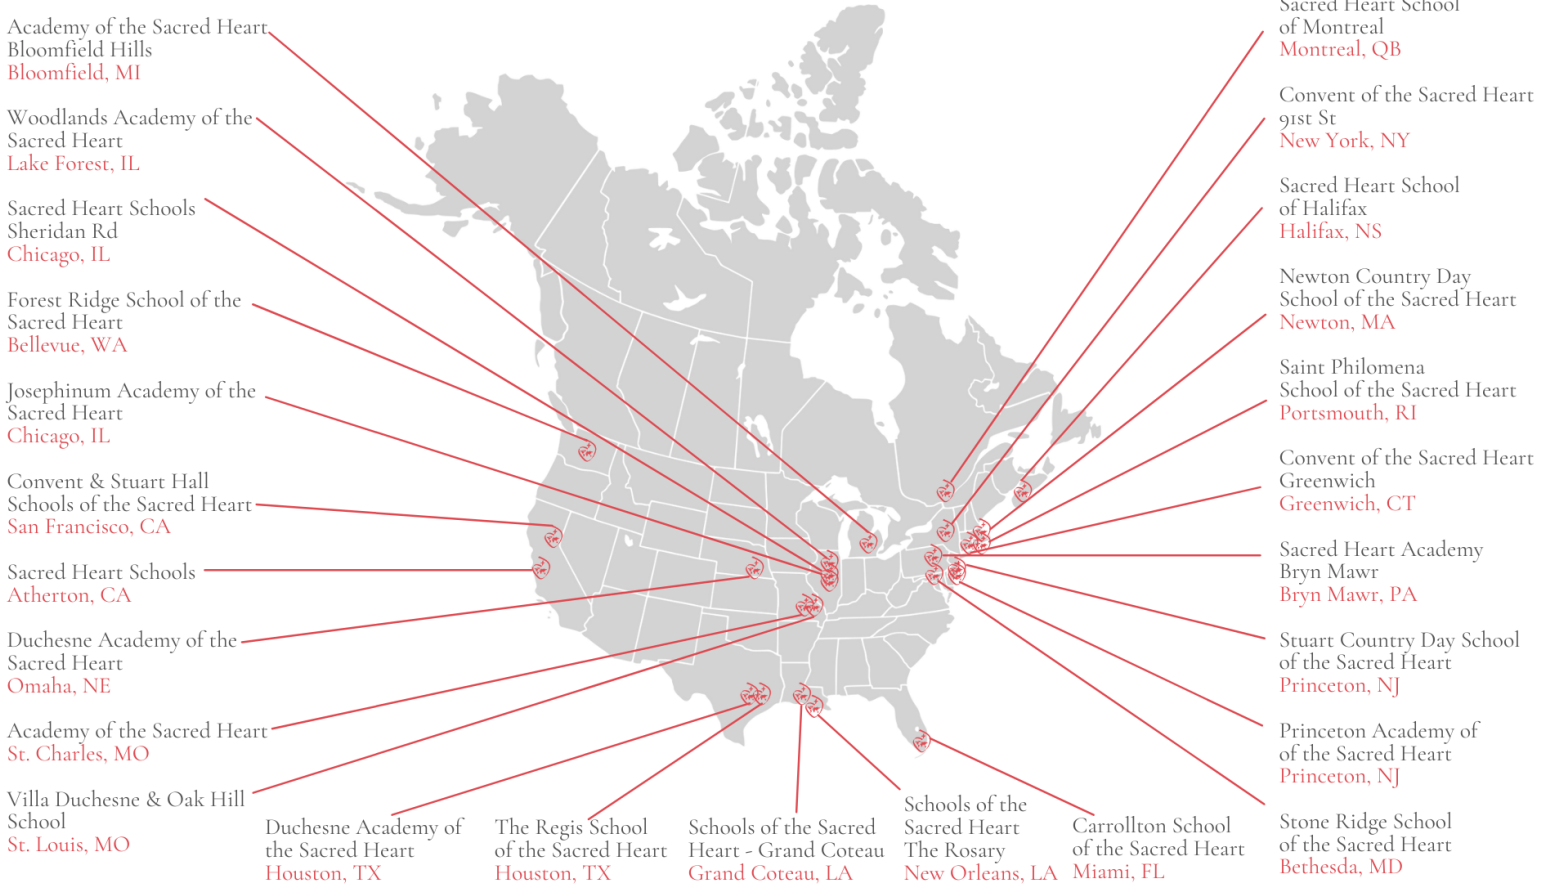 Academy of the Sacred Heart
Bloomfield Hills
Bloomfield, MI
Woodlands Academy of the
Sacred Heart
Lake Forest, IL
Sacred Heart Schools
Sheridan Rd
Chicago, IL
Forest Ridge School of the
Sacred Heart
Bellevue, WA
Josephinum Academy of the
Sacred Heart
Chicago, IL
Convent & Stuart Hall
Schools of the Sacred Heart
San Francisco, CA
Sacred Heart Schools
Atherton, CA
Duchesne Academy of the
Sacred Heart
Omaha, NE
Academy of the Sacred Heart
St. Charles, MO
Villa Duchesne & Oak Hill
School
St. Louis, MO
Duchesne Academy of
the Sacred Heart
Houston, TX
The Regis School
of the Sacred Heart
Houston, TX
Schools of the Sacred
Heart - Grand Coteau
Grand Coteau, LA
Schools of the
Sacred Heart
The Rosary
New Orleans, LA
Carrollton School
of the Sacred Heart
Miami, FL
Sacred Heart School
of Montreal
Montreal, QB
Convent of the Sacred Heart
91st St
New York, NY
Sacred Heart School
of Halifax
Halifax, NS
Newton Country Day
School of the Sacred Heart
Newton, MA
Saint Philomena
School of the Sacred Heart
Portsmouth, RI
Convent of the Sacred Heart
Greenwich
Greenwich, CT
Sacred Heart Academy
Bryn Mawr
Bryn Mawr, PA
Stuart Country Day School
of the Sacred Heart
Princeton, NJ
Princeton Academy of
of the Sacred Heart
Princeton, NJ
Stone Ridge School
of the Sacred Heart
Bethesda, MD